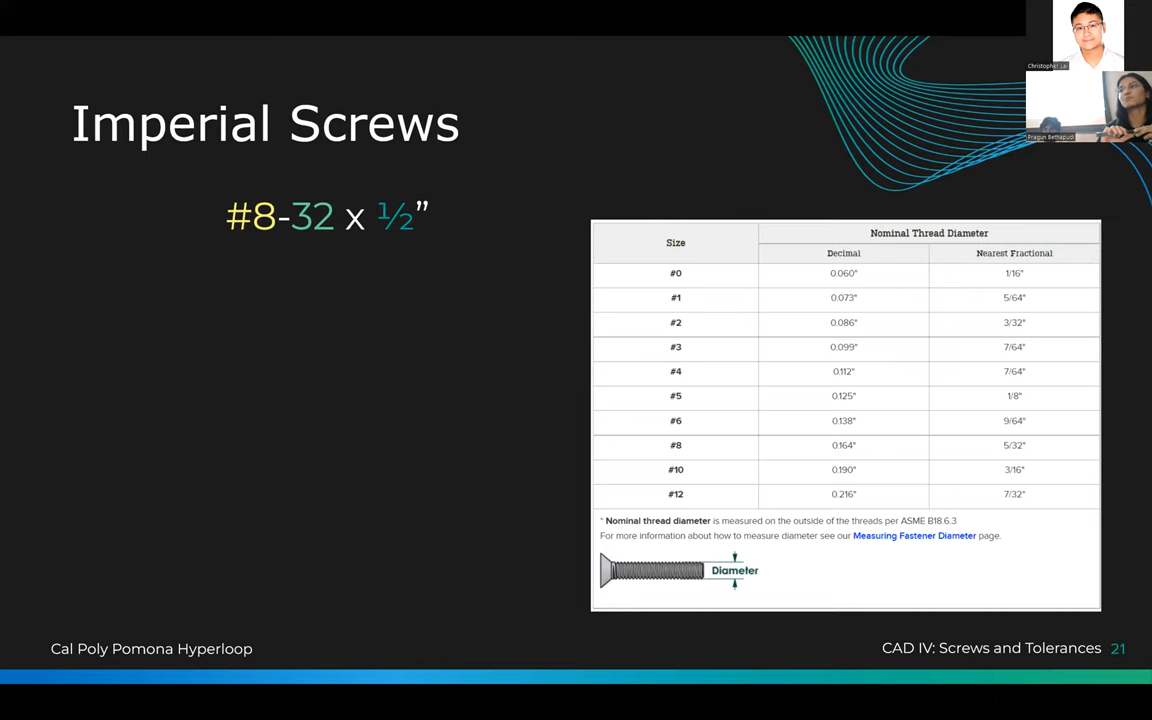 Imperial Screws
#8-32 x ½”
Size
Nominal Thread Diameter
Decimal Nearest Fractional
#0 0.060" 1/16"
#1 0.073" 5/64"
#2 0.086" 3/32"
#3 0.099" 7/64"
#4 0.112" 7/64"
#5 0.125" 1/8"
#6 0.138" 9/64"
#8 0.164" 5/32"
#10 0.190" 3/16"
#12 0.216" 7/32"
* Nominal thread diameter is measured on the outside of the threads per ASME B18.6.3
For more information about how to measure diameter see our Measuring Fastener Diameter page.
Diameter
Cal Poly Pomona Hyperloop
CAD IV: Screws and Tolerances 21
Christopher
Pragun Bethapudi